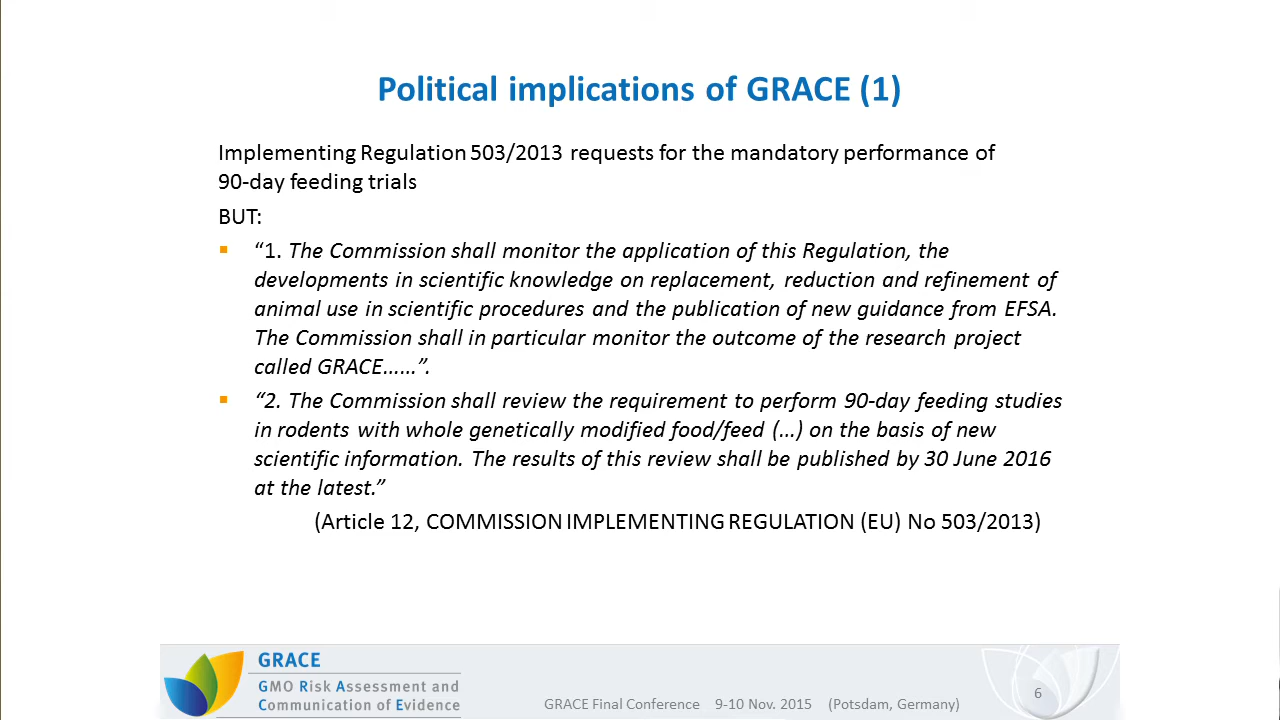 Political implications of GRACE (1)
Implementing Regulation 503/2013 requests for the mandatory performance of
90-day feeding trials
BUT:
▪ “1. The Commission shall monitor the application of this Regulation, the
developments in scientific knowledge on replacement, reduction and refinement of
animal use in scientific procedures and the publication of new guidance from EFSA.
The Commission shall in particular monitor the outcome of the research project
called GRACE……”.
▪ “2. The Commission shall review the requirement to perform 90-day feeding studies
in rodents with whole genetically modified food/feed (…) on the basis of new
scientific information. The results of this review shall be published by 30 June 2016
at the latest.”
(Article 12, COMMISSION IMPLEMENTING REGULATION (EU) No 503/2013)
GRACE
GMO Risk Assessment and
Communication of Evidence
GRACE Final Conference 9-10 Nov. 2015 (Potsdam, Germany)
6